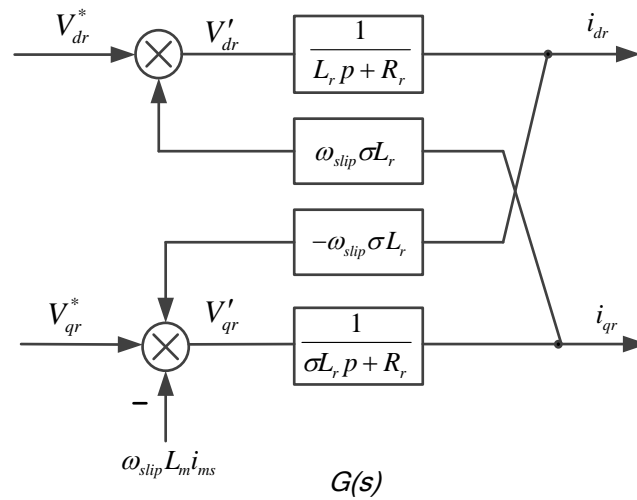 V*dr
V′dr
1 / (Lr p + Rr)
idr
ωslip σLr
−ωslip σLr
V*qr
V′qr
1 / (σLr p + Rr)
iqr
−
ωslip Lm ims
G(s)